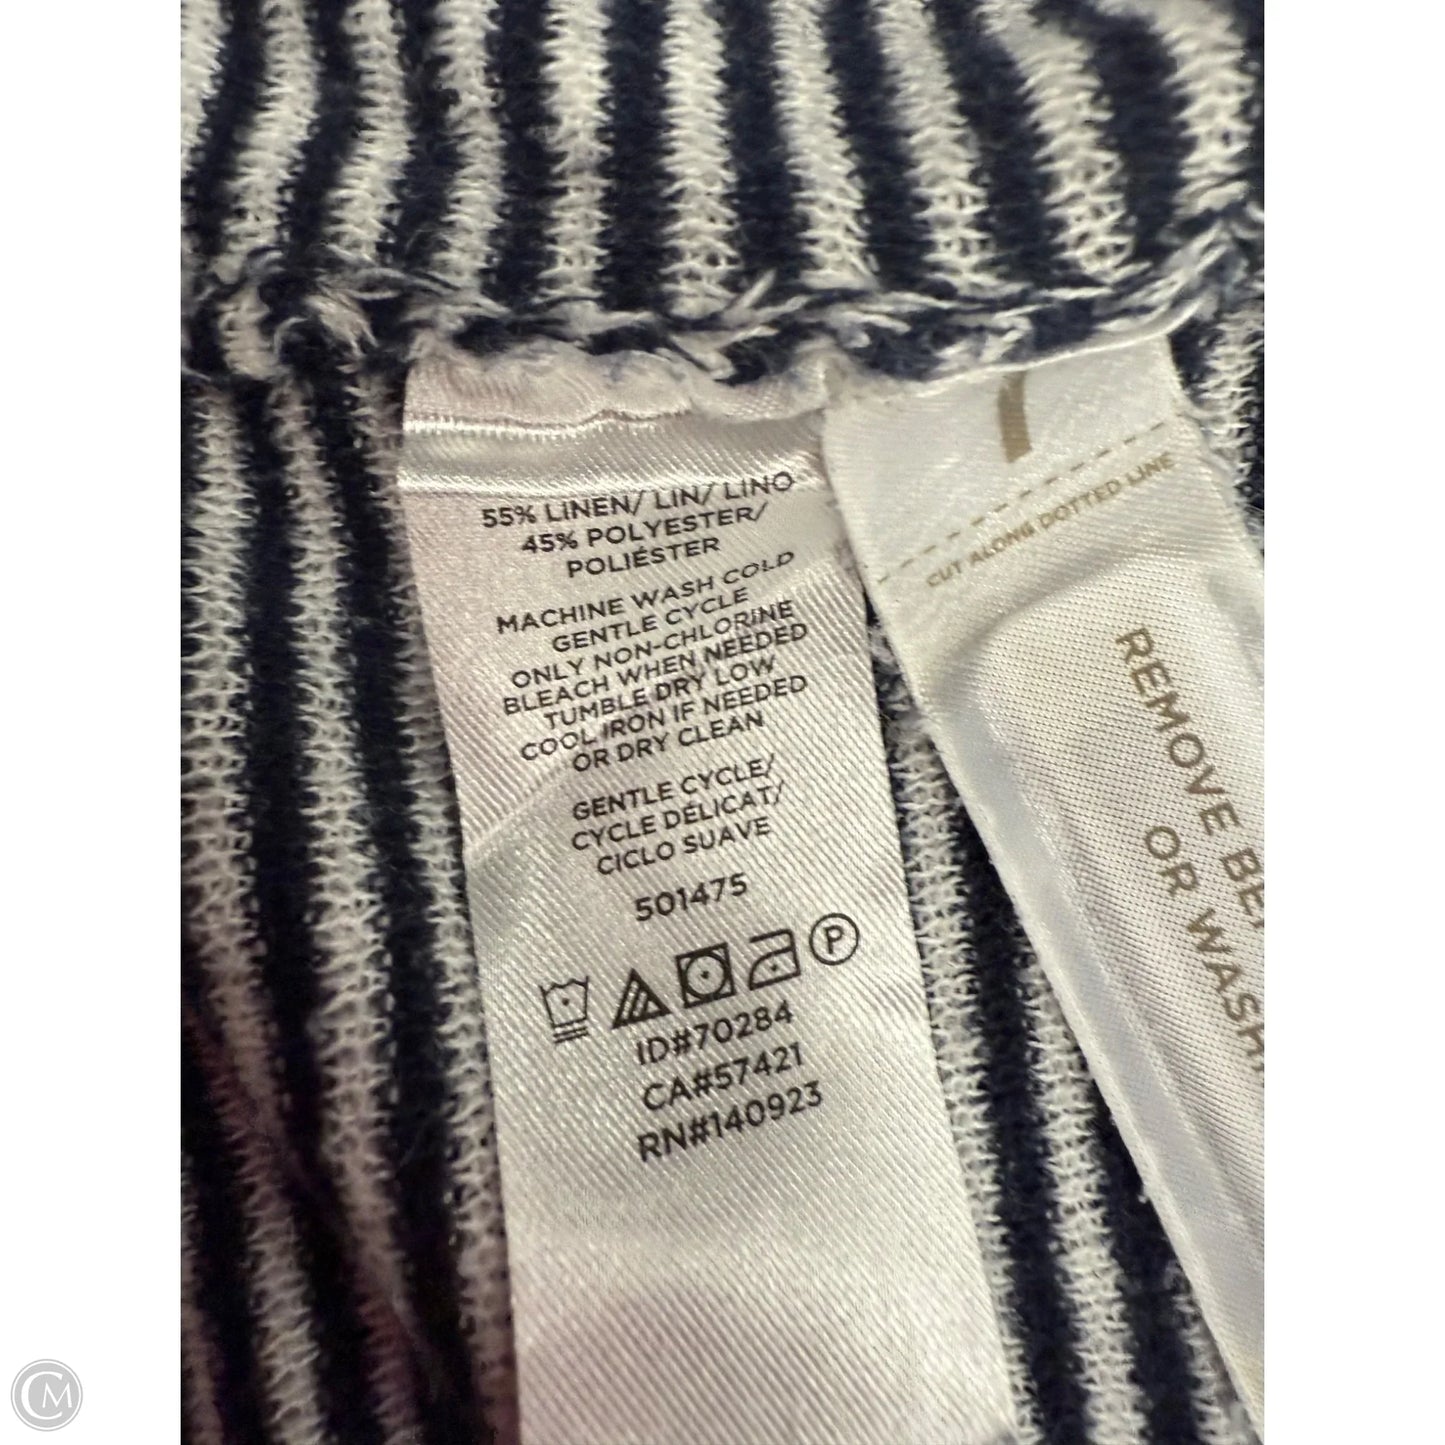 55% LINEN/ LIN/ LINO
45% POLYESTER/
POLIÉSTER
MACHINE WASH COLD
GENTLE CYCLE
ONLY NON-CHLORINE
BLEACH WHEN NEEDED
TUMBLE DRY LOW
COOL IRON IF NEEDED
OR DRY CLEAN
GENTLE CYCLE/
CYCLE DÉLICAT/
CICLO SUAVE
501475
P
ID#70284
CA#57421
RN#140923
CUT ALONG DOTTED LINE
REMOVE
OR WASH
CM